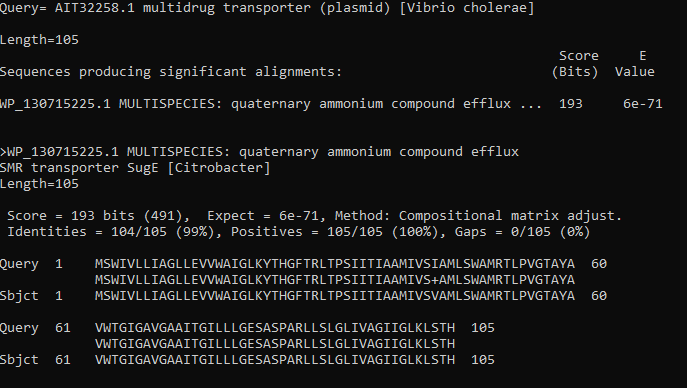 Query= AIT32258.1 multidrug transporter (plasmid) [Vibrio cholerae]
Length=105
Score E
Sequences producing significant alignments: (Bits) Value
WP_130715225.1 MULTISPECIES: quaternary ammonium compound efflux ... 193 6e-71
>WP_130715225.1 MULTISPECIES: quaternary ammonium compound efflux
SMR transporter SugE [Citrobacter]
Length=105
Score = 193 bits (491), Expect = 6e-71, Method: Compositional matrix adjust.
Identities = 104/105 (99%), Positives = 105/105 (100%), Gaps = 0/105 (0%)
Query 1 MSWIVLLIAGLLEVVWAIGLKYTHGFTRLTPSIITIAAMIVSIAMLSWAMRTLPVGTAYA 60
MSWIVLLIAGLLEVVWAIGLKYTHGFTRLTPSIITIAAMIVS+AMLSWAMRTLPVGTAYA
Sbjct 1 MSWIVLLIAGLLEVVWAIGLKYTHGFTRLTPSIITIAAMIVSVAMLSWAMRTLPVGTAYA 60
Query 61 VWTGIGAVGAAITGILLLGESASPARLLSLGLIVAGIIGLKLSTH 105
VWTGIGAVGAAITGILLLGESASPARLLSLGLIVAGIIGLKLSTH
Sbjct 61 VWTGIGAVGAAITGILLLGESASPARLLSLGLIVAGIIGLKLSTH 105